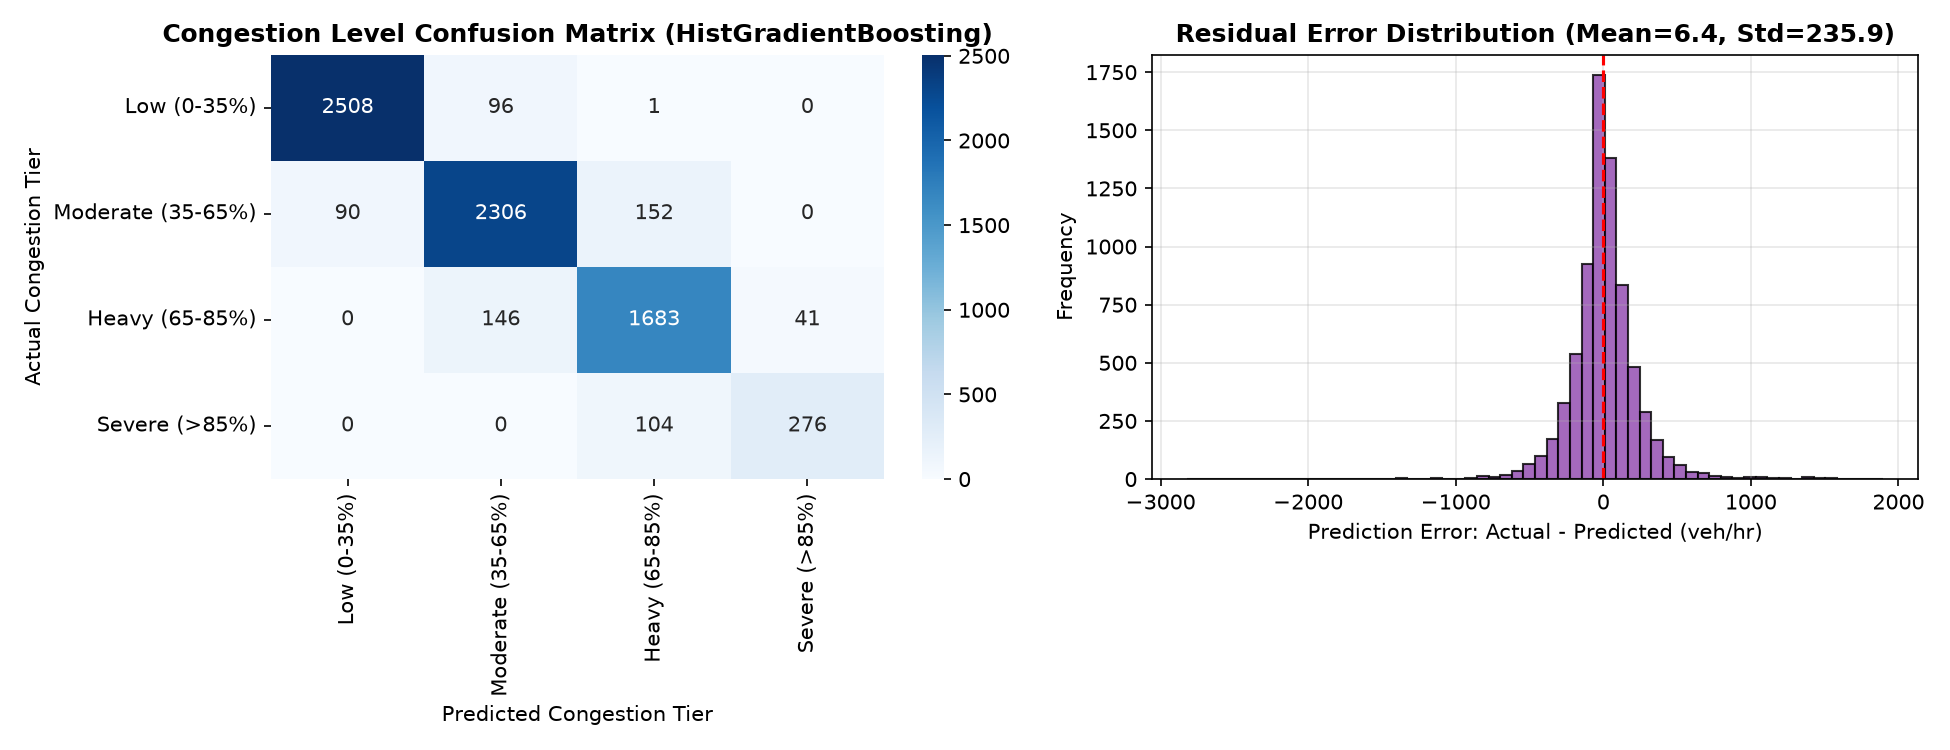 Congestion Level Confusion Matrix (HistGradientBoosting)
Actual Congestion Tier
Low (0-35%) 2508 96 1 0
Moderate (35-65%) 90 2306 152 0
Heavy (65-85%) 0 146 1683 41
Severe (>85%) 0 0 104 276
Low (0-35%) Moderate (35-65%) Heavy (65-85%) Severe (>85%)
Predicted Congestion Tier
2500
2000
1500
1000
500
0
Residual Error Distribution (Mean=6.4, Std=235.9)
Frequency
1750
1500
1250
1000
750
500
250
0
−3000 −2000 −1000 0 1000 2000
Prediction Error: Actual - Predicted (veh/hr)